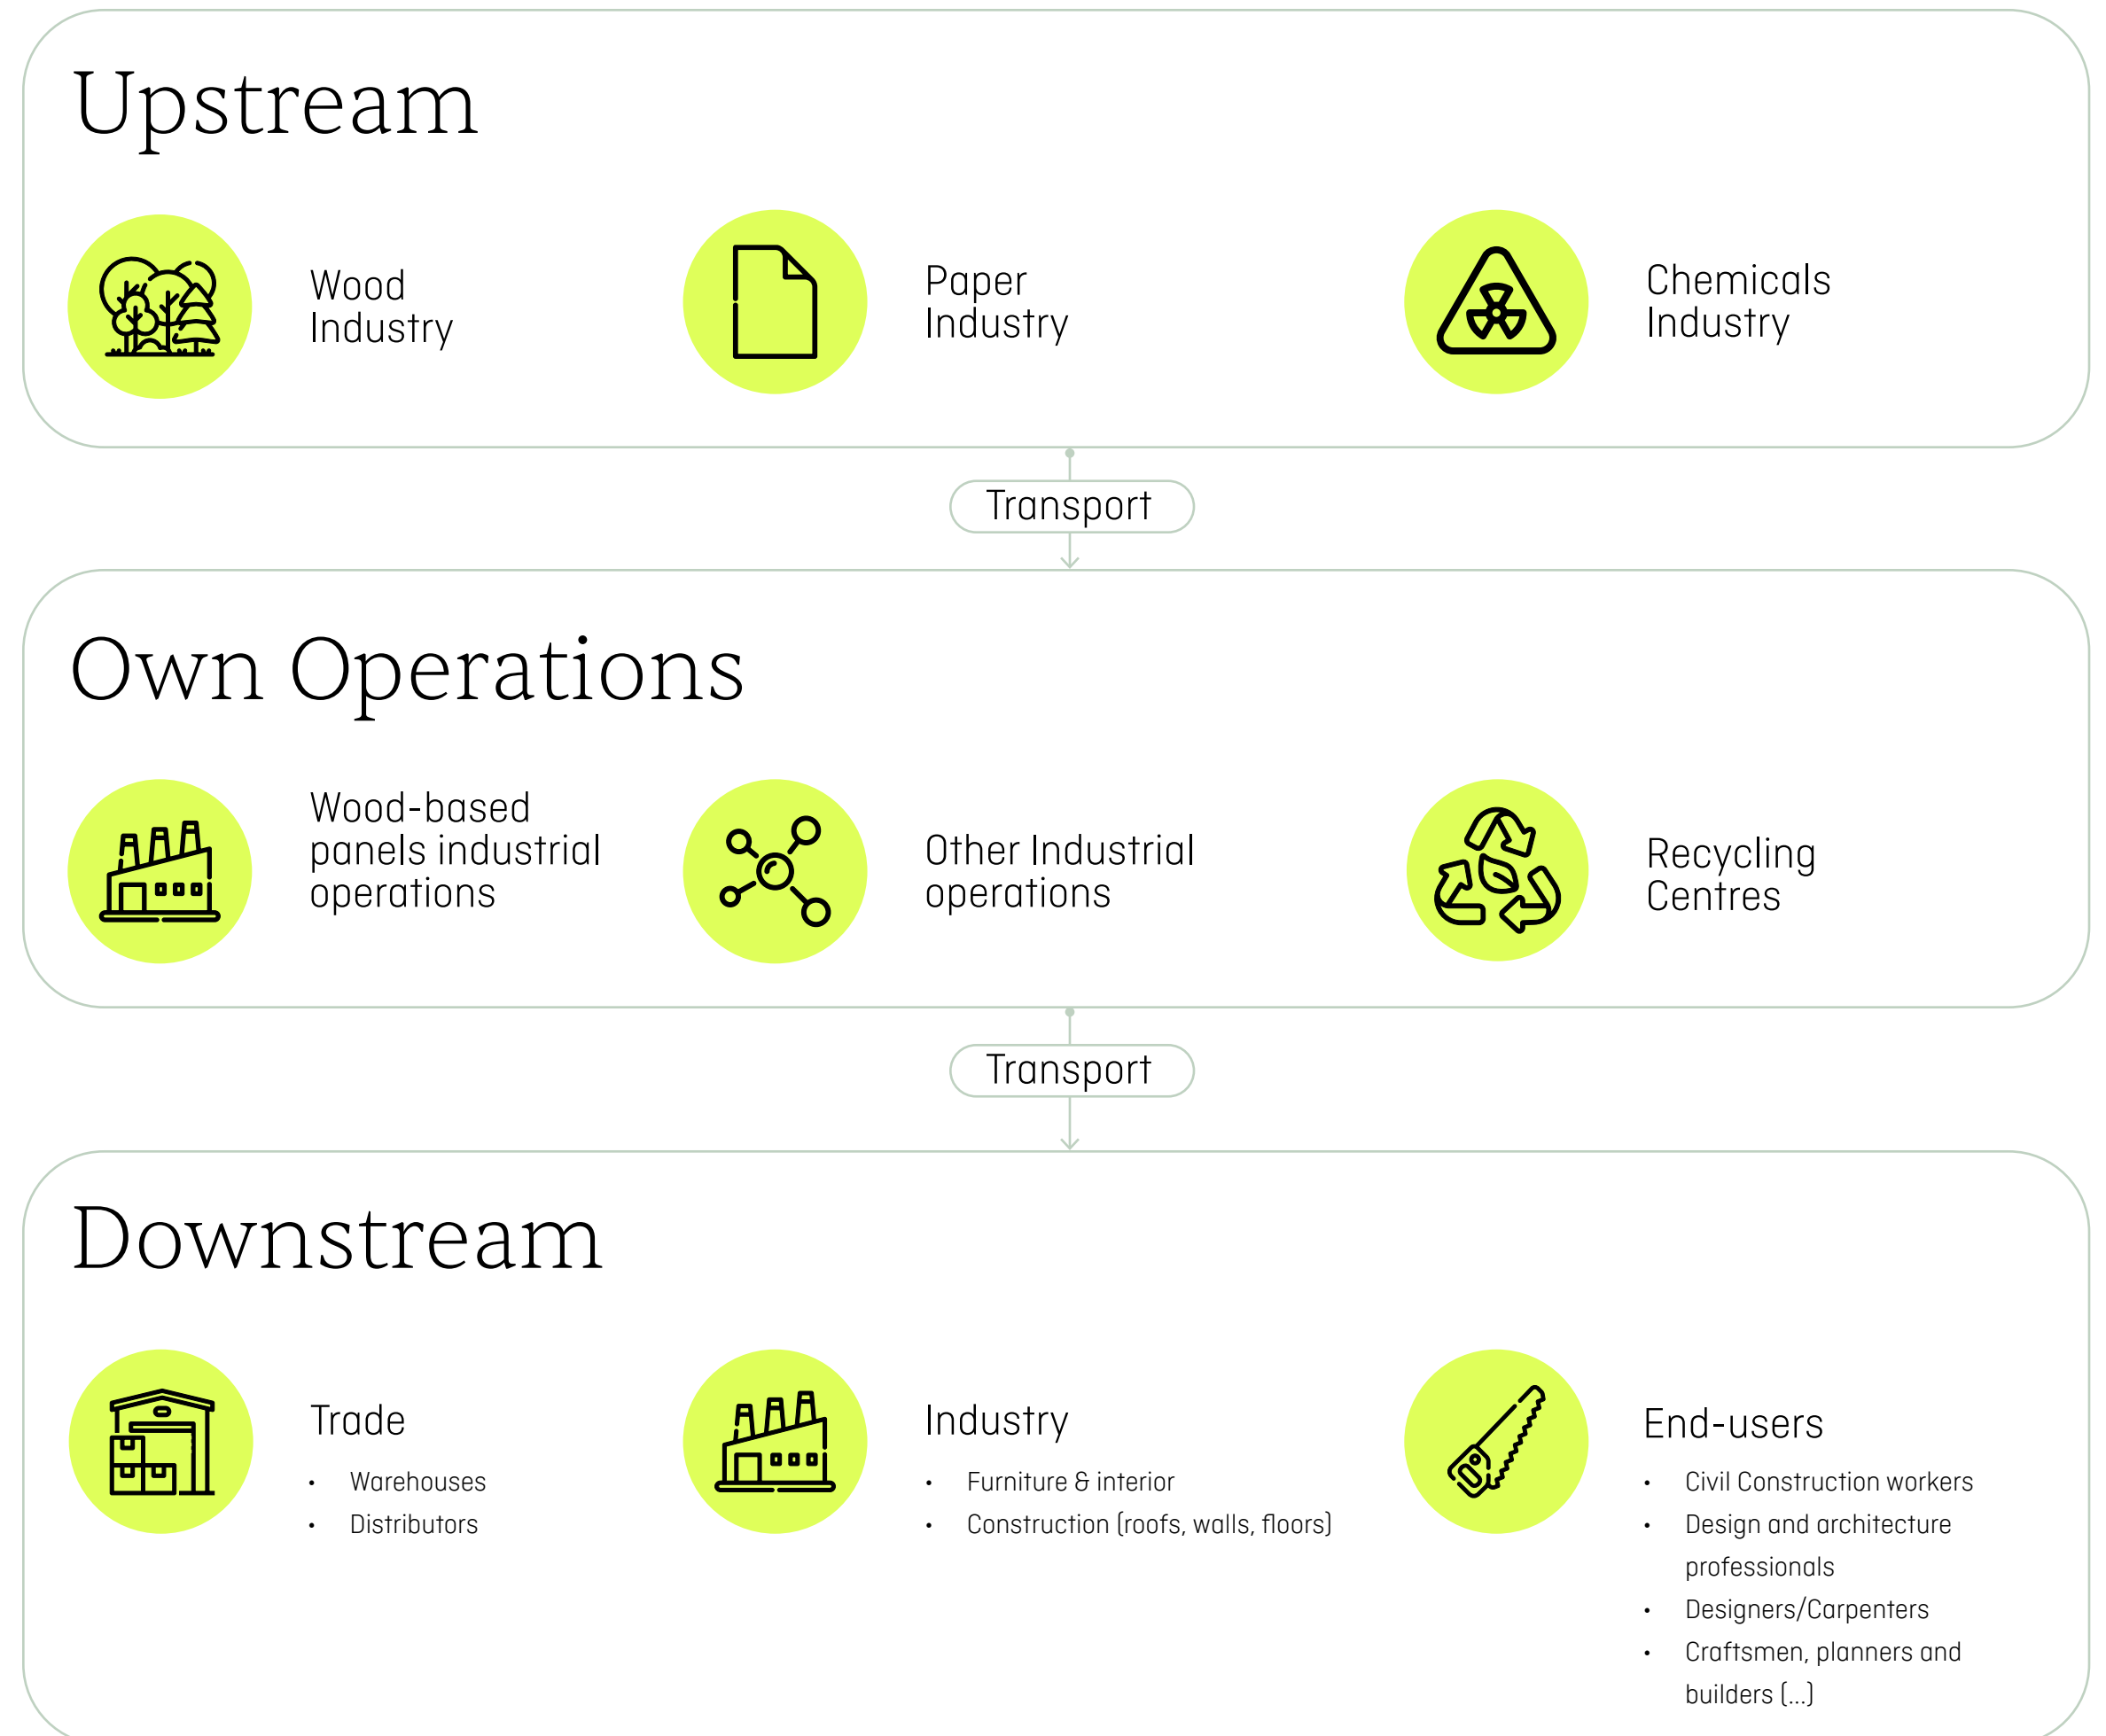 Upstream
Wood
Industry
Paper
Industry
Chemicals
Industry
Transport
Own Operations
Wood-based
panels industrial
operations
Other Industrial
operations
Recycling
Centres
Transport
Downstream
Trade
• Warehouses
• Distributors
Industry
• Furniture & interior
• Construction (roofs, walls, floors)
End-users
• Civil Construction workers
• Design and architecture
professionals
• Designers/Carpenters
• Craftsmen, planners and
builders (...)